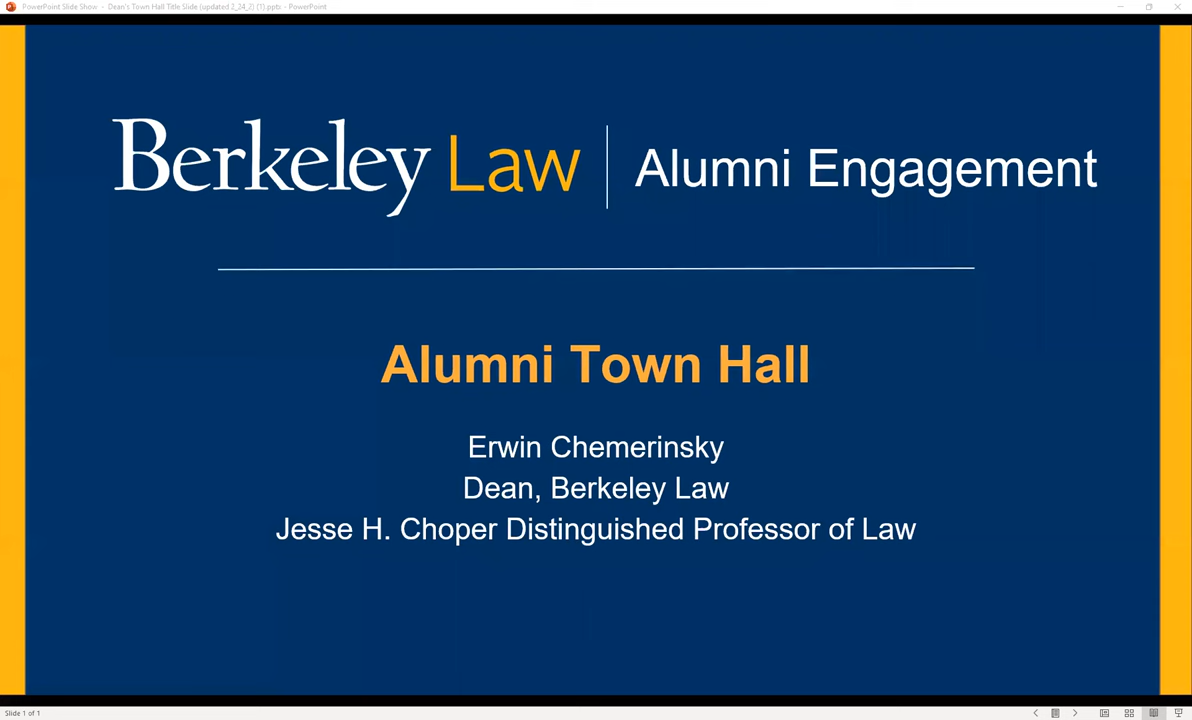 PowerPoint Slide Show - Dean's Town Hall Title Slide (updated 2_24_2) (1).pptx - PowerPoint
Berkeley Law | Alumni Engagement
Alumni Town Hall
Erwin Chemerinsky
Dean, Berkeley Law
Jesse H. Choper Distinguished Professor of Law
Slide 1 of 1